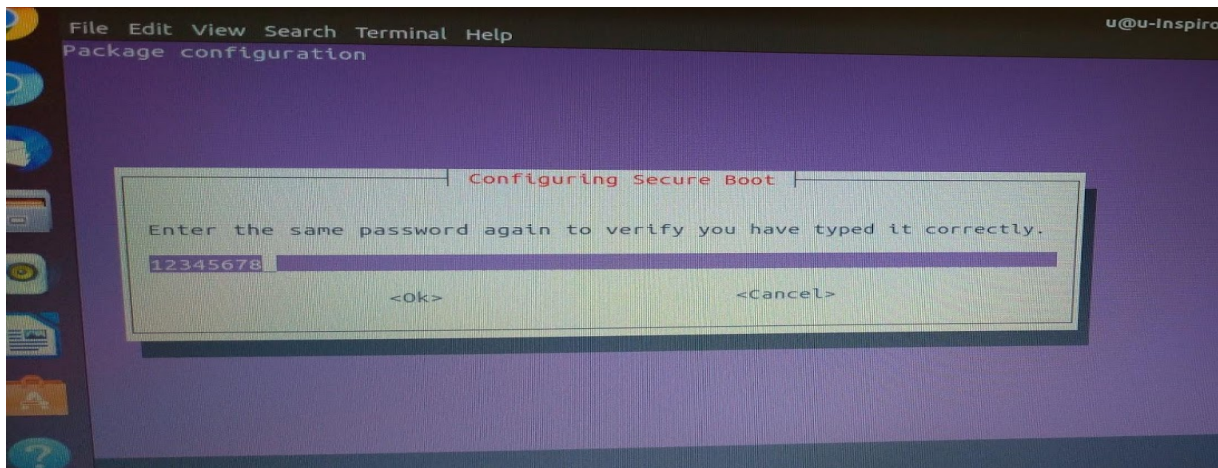 File Edit View Search Terminal Help
u@u-Inspiro
Package configuration
Configuring Secure Boot
Enter the same password again to verify you have typed it correctly.
12345678_
<Ok> <Cancel>
?